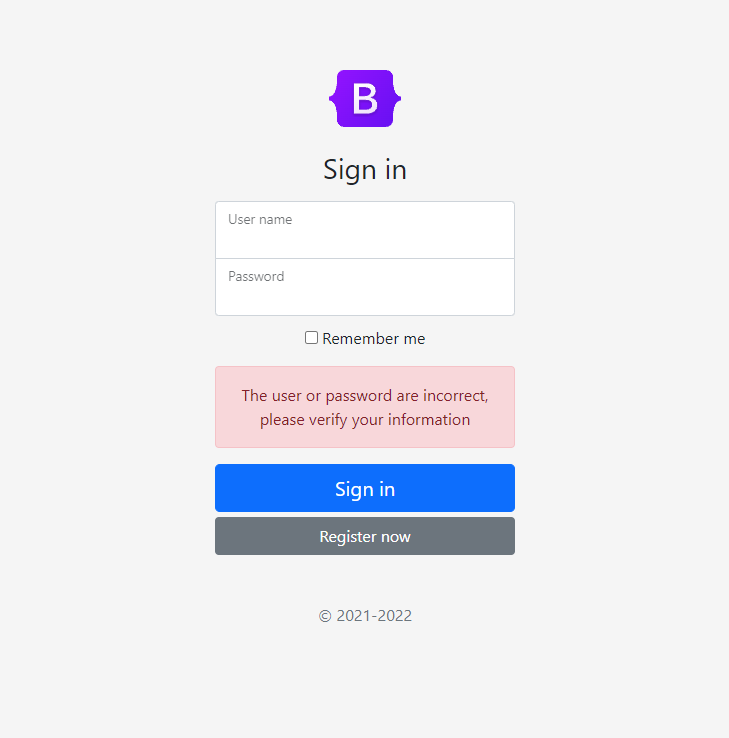 B
Sign in
User name
Password
Remember me
The user or password are incorrect,
please verify your information
Sign in
Register now
© 2021-2022